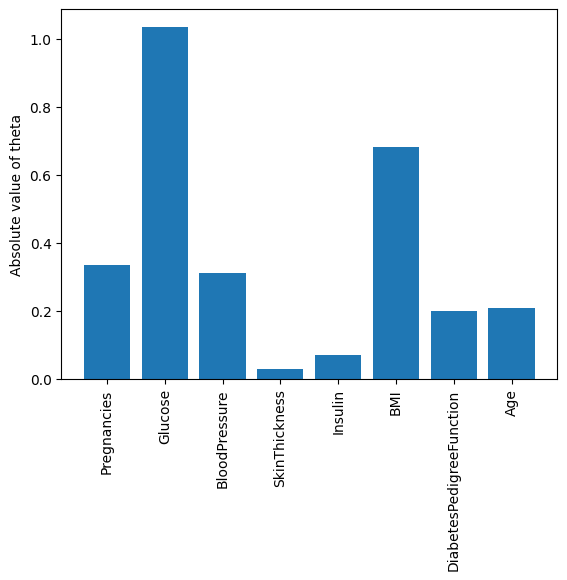 Absolute value of theta
1.0
0.8
0.6
0.4
0.2
0.0
Pregnancies
Glucose
BloodPressure
SkinThickness
Insulin
BMI
DiabetesPedigreeFunction
Age